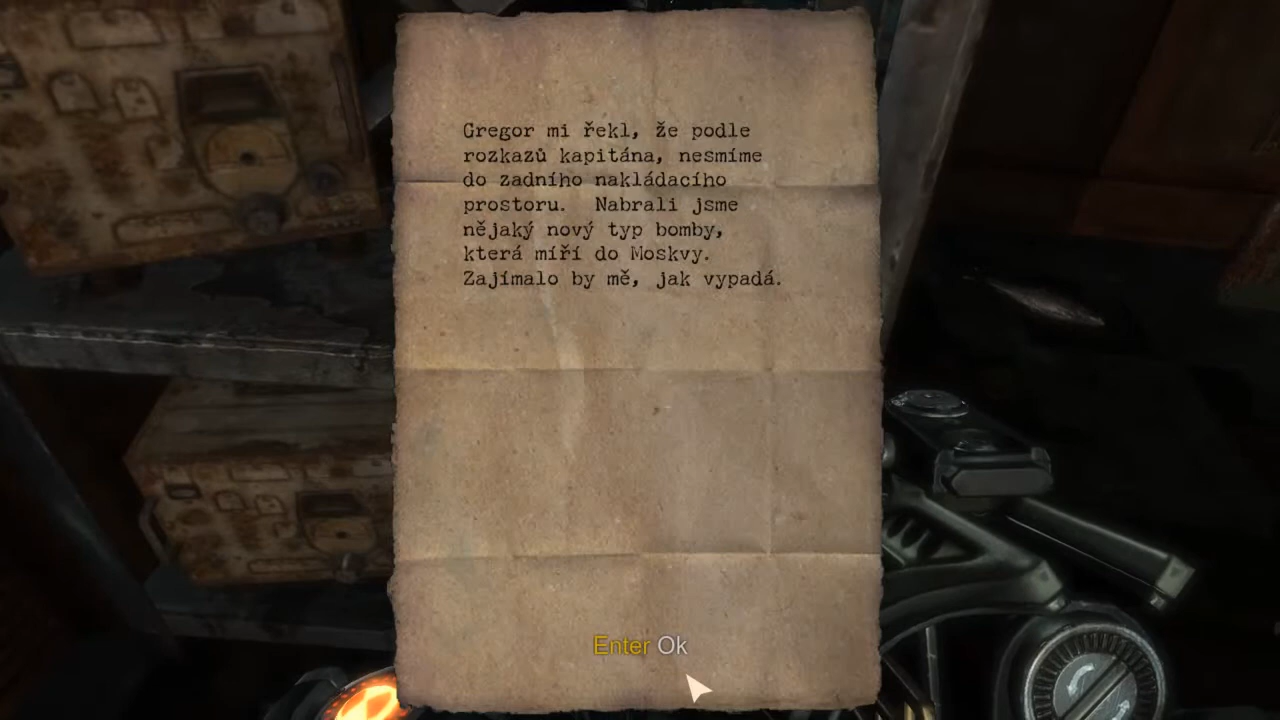 Gregor mi řekl, že podle
rozkazů kapitána, nesmíme
do zadního nakládacího
prostoru.  Nabrali jsme
nějaký nový typ bomby,
která míří do Moskvy.
Zajímalo by mě, jak vypadá.
Enter Ok